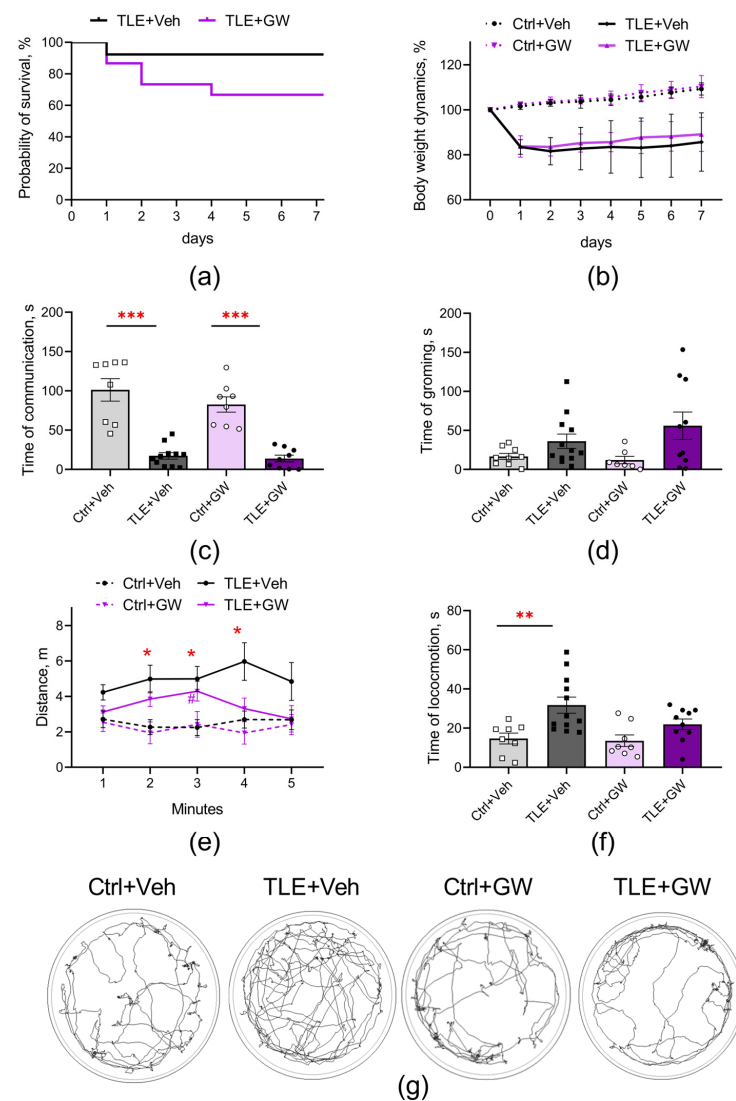 TLE+Veh TLE+GW
Probability of survival, %
100
80
60
40
20
0
0 1 2 3 4 5 6 7
days
(a)
Ctrl+Veh TLE+Veh
Ctrl+GW TLE+GW
Body weight dynamics, %
120
100
80
60
0 1 2 3 4 5 6 7
days
(b)
Time of communication, s
200
150
100
50
0
*** ***
Ctrl+Veh TLE+Veh Ctrl+GW TLE+GW
(c)
Time of groming, s
200
150
100
50
0
Ctrl+Veh TLE+Veh Ctrl+GW TLE+GW
(d)
Ctrl+Veh TLE+Veh
Ctrl+GW TLE+GW
Distance, m
8
6
4
2
0
* * *
#
1 2 3 4 5
Minutes
(e)
Time of lococmotion, s
80
60
40
20
0
**
Ctrl+Veh TLE+Veh Ctrl+GW TLE+GW
(f)
Ctrl+Veh TLE+Veh Ctrl+GW TLE+GW
(g)